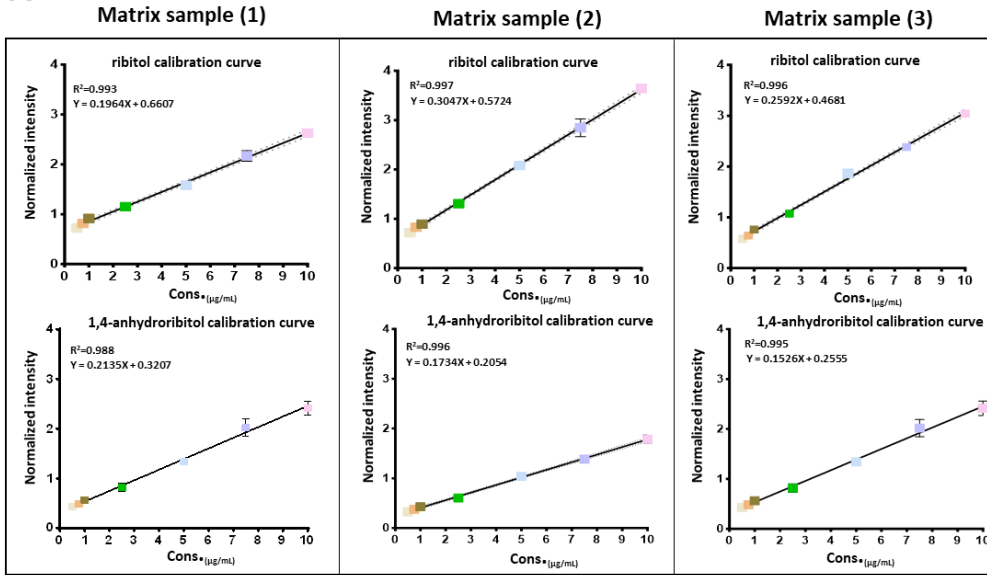 Matrix sample (1)
Matrix sample (2)
Matrix sample (3)
ribitol calibration curve
R²=0.993
Y = 0.1964X + 0.6607
Normalized intensity
4
3
2
1
0
0 1 2 3 4 5 6 7 8 9 10
Cons.(µg/mL)
ribitol calibration curve
R²=0.997
Y = 0.3047X + 0.5724
Normalized intensity
4
3
2
1
0
0 1 2 3 4 5 6 7 8 9 10
Cons.(µg/mL)
ribitol calibration curve
R²=0.996
Y = 0.2592X + 0.4681
Normalized intensity
4
3
2
1
0
0 1 2 3 4 5 6 7 8 9 10
Cons.(µg/mL)
1,4-anhydroribitol calibration curve
R²=0.988
Y = 0.2135X + 0.3207
Normalized intensity
4
3
2
1
0
0 1 2 3 4 5 6 7 8 9 10
Cons.(µg/mL)
1,4-anhydroribitol calibration curve
R²=0.996
Y = 0.1734X + 0.2054
Normalized intensity
4
3
2
1
0
0 1 2 3 4 5 6 7 8 9 10
Cons.(µg/mL)
1,4-anhydroribitol calibration curve
R²=0.995
Y = 0.1526X + 0.2555
Normalized intensity
4
3
2
1
0
0 1 2 3 4 5 6 7 8 9 10
Cons.(µg/mL)